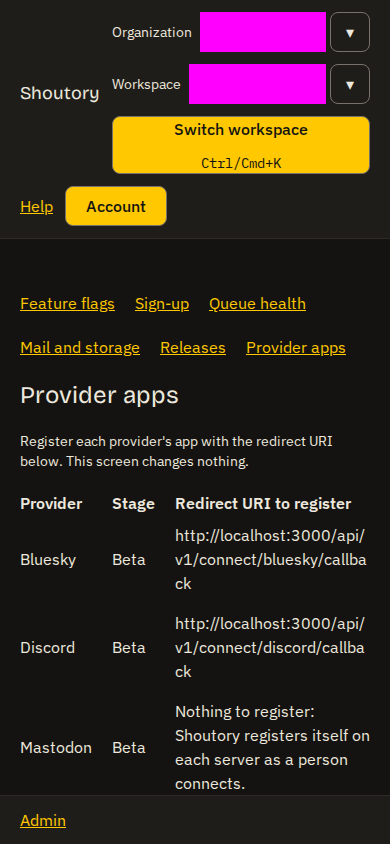 Organization ▼
Workspace ▼
Shoutory
Switch workspace
Ctrl/Cmd+K
Help Account
Feature flags Sign-up Queue health
Mail and storage Releases Provider apps
Provider apps
Register each provider's app with the redirect URI
below. This screen changes nothing.
Provider Stage Redirect URI to register
Bluesky Beta http://localhost:3000/api/
v1/connect/bluesky/callba
ck
Discord Beta http://localhost:3000/api/
v1/connect/discord/callba
ck
Mastodon Beta Nothing to register:
Shoutory registers itself on
each server as a person
connects.
Admin